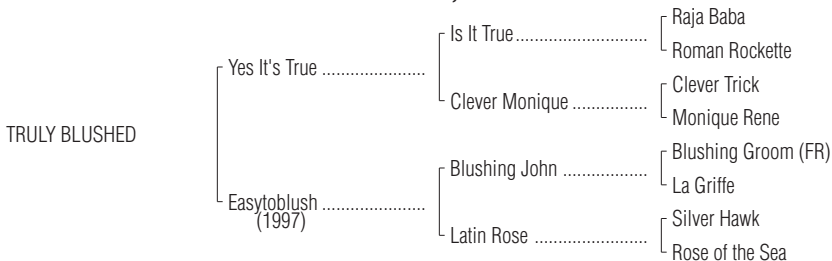 Raja Baba
Is It True
Roman Rockette
Yes It's True
Clever Trick
Clever Monique
Monique Rene
TRULY BLUSHED
Blushing Groom (FR)
Blushing John
La Griffe
Easytoblush
(1997)
Silver Hawk
Latin Rose
Rose of the Sea